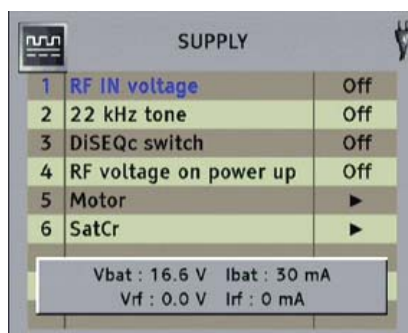 SUPPLY
1 RF IN voltage Off
2 22 kHz tone Off
3 DiSEQc switch Off
4 RF voltage on power up Off
5 Motor ►
6 SatCr ►
Vbat : 16.6 V Ibat : 30 mA
Vrf : 0.0 V Irf : 0 mA